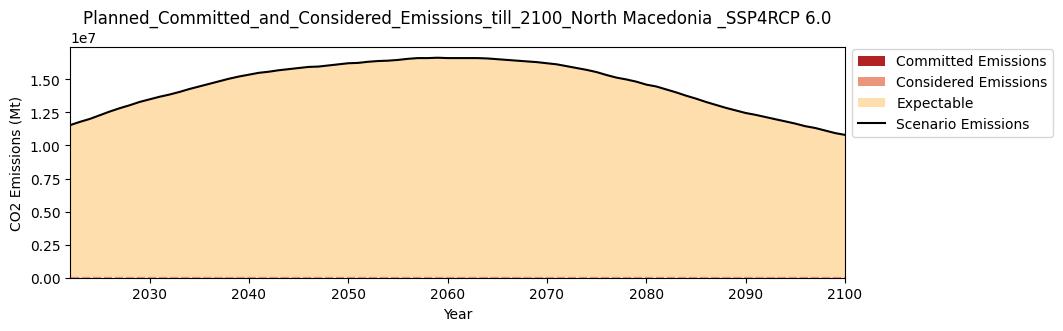 Planned_Committed_and_Considered_Emissions_till_2100_North Macedonia _SSP4RCP 6.0
1e7
1.50
1.25
1.00
0.75
0.50
0.25
0.00
CO2 Emissions (Mt)
2030 2040 2050 2060 2070 2080 2090 2100
Year
Committed Emissions
Considered Emissions
Expectable
Scenario Emissions